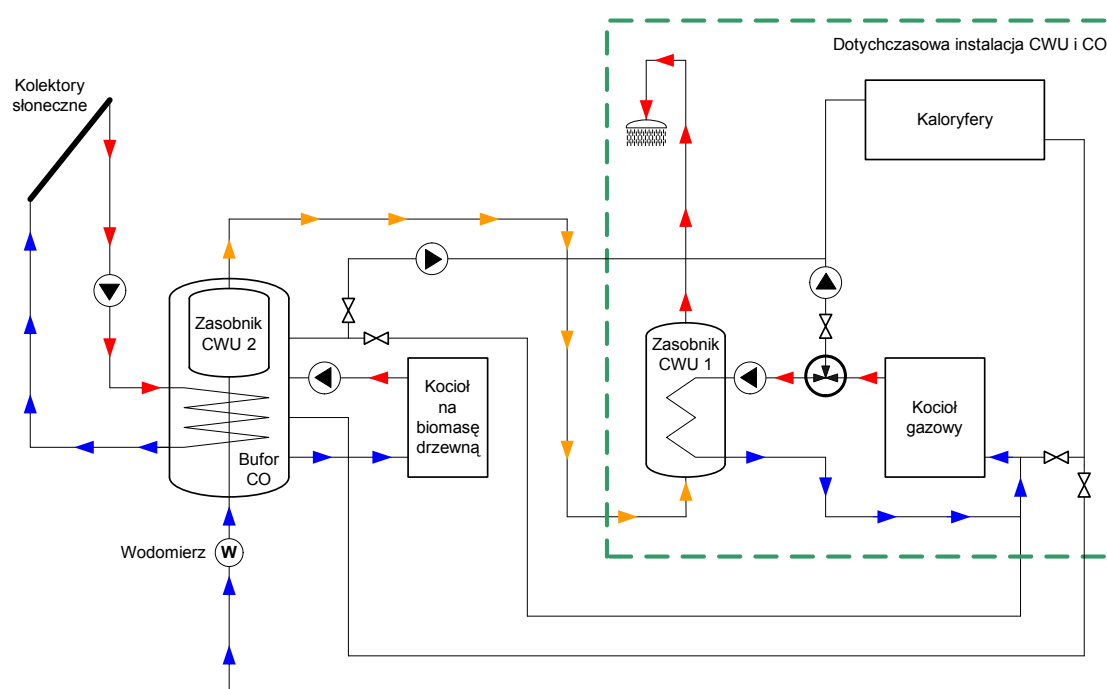 Dotychczasowa instalacja CWU i CO
Kolektory
słoneczne
Kaloryfery
Zasobnik
CWU 2
Zasobnik
CWU 1
Kocioł
na
biomasę
drzewną
Kocioł
gazowy
Bufor
CO
Wodomierz
W